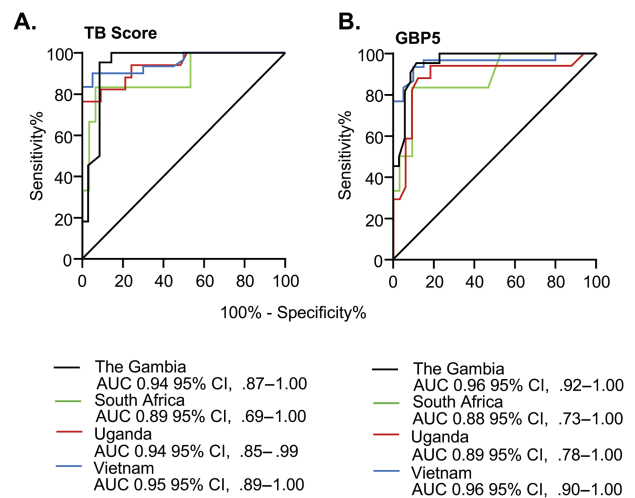 A.
TB Score
100
80
60
40
20
0
Sensitivity%
0 20 40 60 80 100
B.
GBP5
100
80
60
40
20
0
Sensitivity%
0 20 40 60 80 100
100% - Specificity%
The Gambia
AUC 0.94 95% CI, .87–1.00
South Africa
AUC 0.89 95% CI, .69–1.00
Uganda
AUC 0.94 95% CI, .85– .99
Vietnam
AUC 0.95 95% CI, .89–1.00
The Gambia
AUC 0.96 95% CI, .92–1.00
South Africa
AUC 0.88 95% CI, .73–1.00
Uganda
AUC 0.89 95% CI, .78–1.00
Vietnam
AUC 0.96 95% CI, .90–1.00